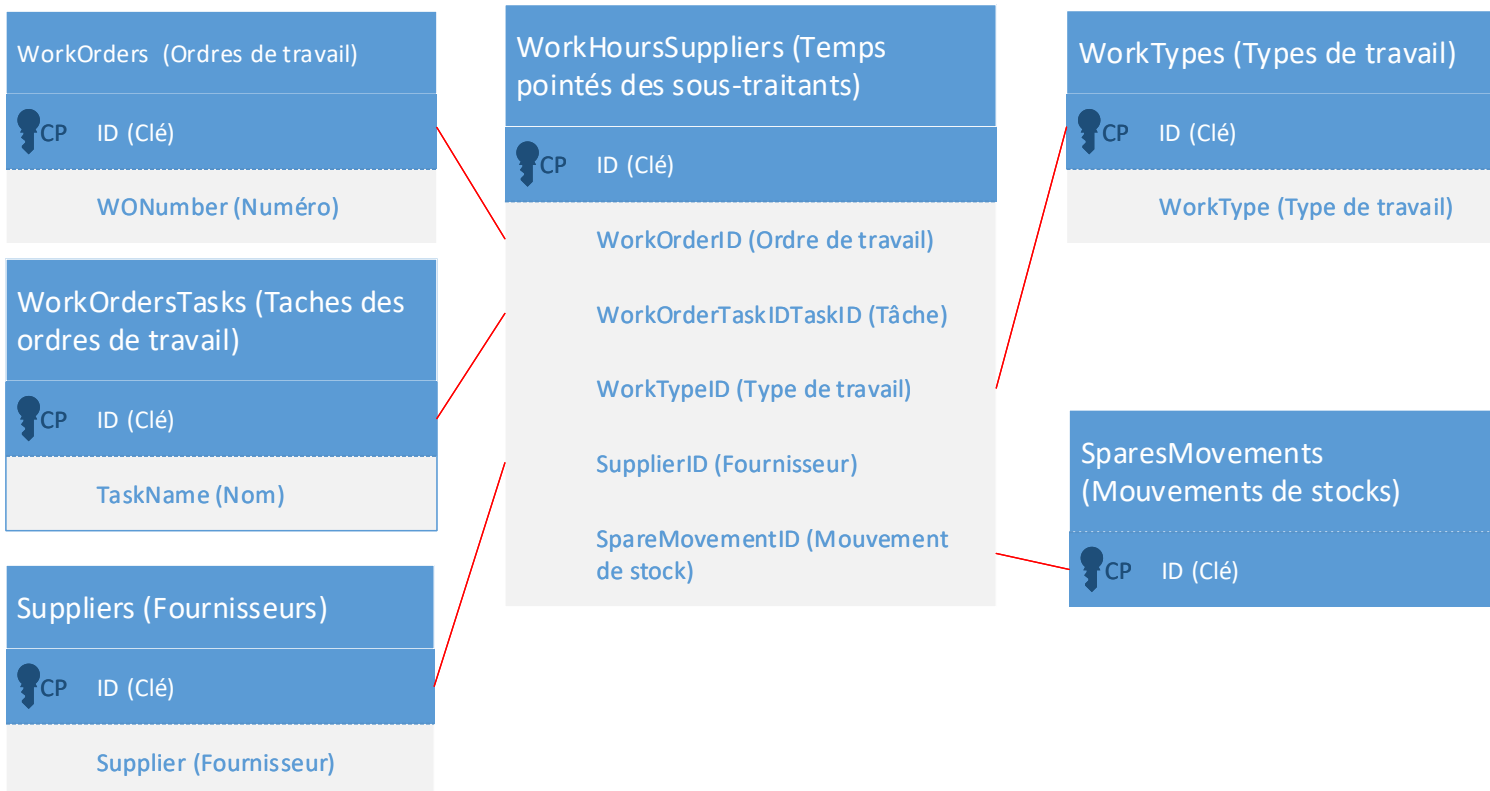 WorkOrders (Ordres de travail)
CP ID (Clé)
WONumber (Numéro)
WorkOrdersTasks (Taches des
ordres de travail)
CP ID (Clé)
TaskName (Nom)
Suppliers (Fournisseurs)
CP ID (Clé)
Supplier (Fournisseur)
WorkHoursSuppliers (Temps
pointés des sous-traitants)
CP ID (Clé)
WorkOrderID (Ordre de travail)
WorkOrderTaskIDTaskID (Tâche)
WorkTypeID (Type de travail)
SupplierID (Fournisseur)
SpareMovementID (Mouvement
de stock)
WorkTypes (Types de travail)
CP ID (Clé)
WorkType (Type de travail)
SparesMovements
(Mouvements de stocks)
CP ID (Clé)